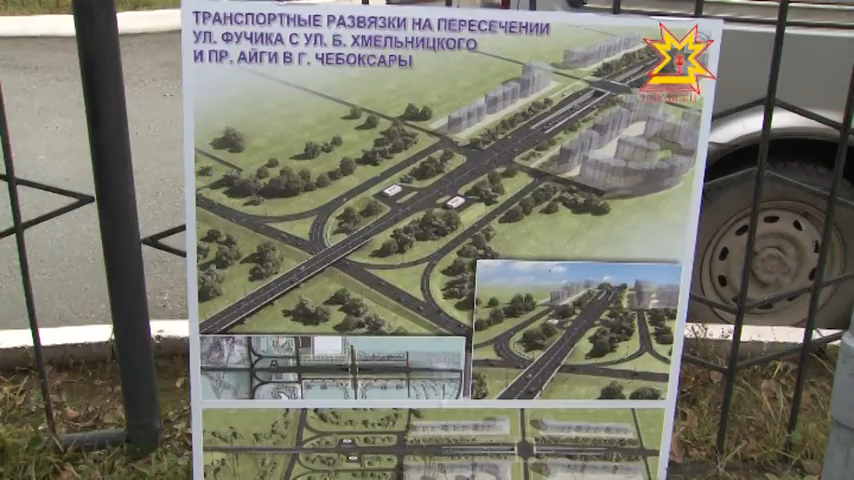 ТРАНСПОРТНЫЕ РАЗВЯЗКИ НА ПЕРЕСЕЧЕНИИ
УЛ. ФУЧИКА С УЛ. Б. ХМЕЛЬНИЦКОГО
И ПР. АЙГИ В Г. ЧЕБОКСАРЫ